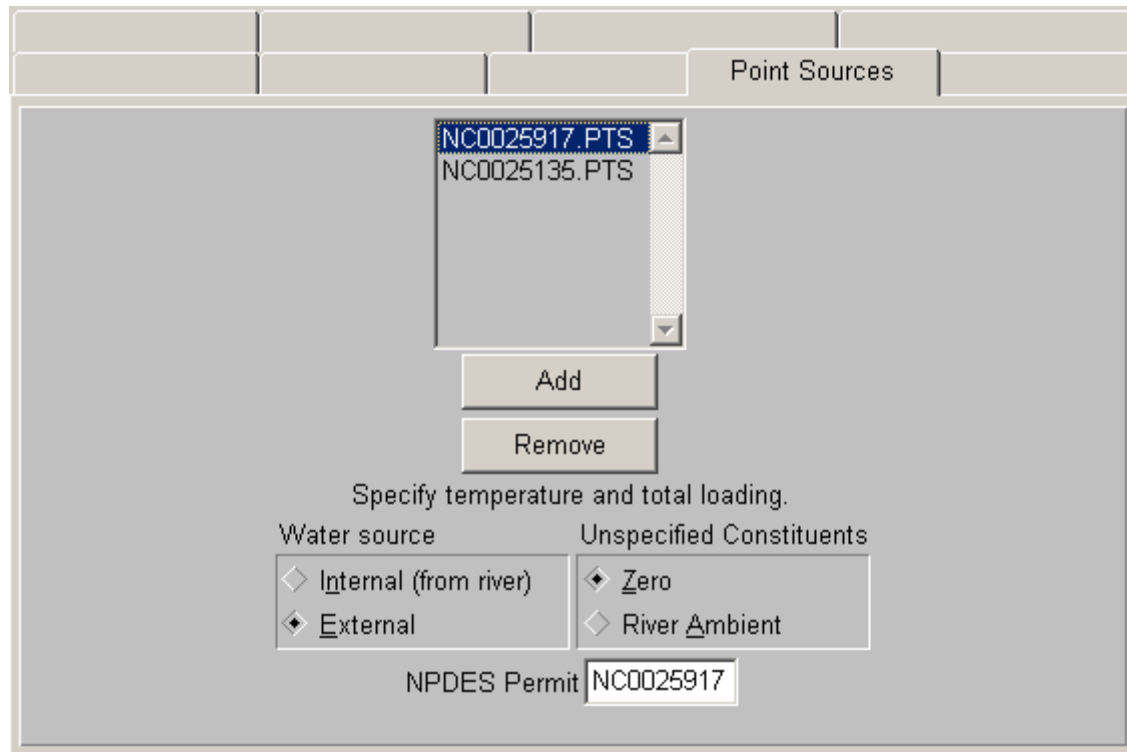 Point Sources
NC0025917.PTS
NC0025135.PTS
Add
Remove
Specify temperature and total loading.
Water source
Unspecified Constituents
Internal (from river)
Zero
External
River Ambient
NPDES Permit NC0025917